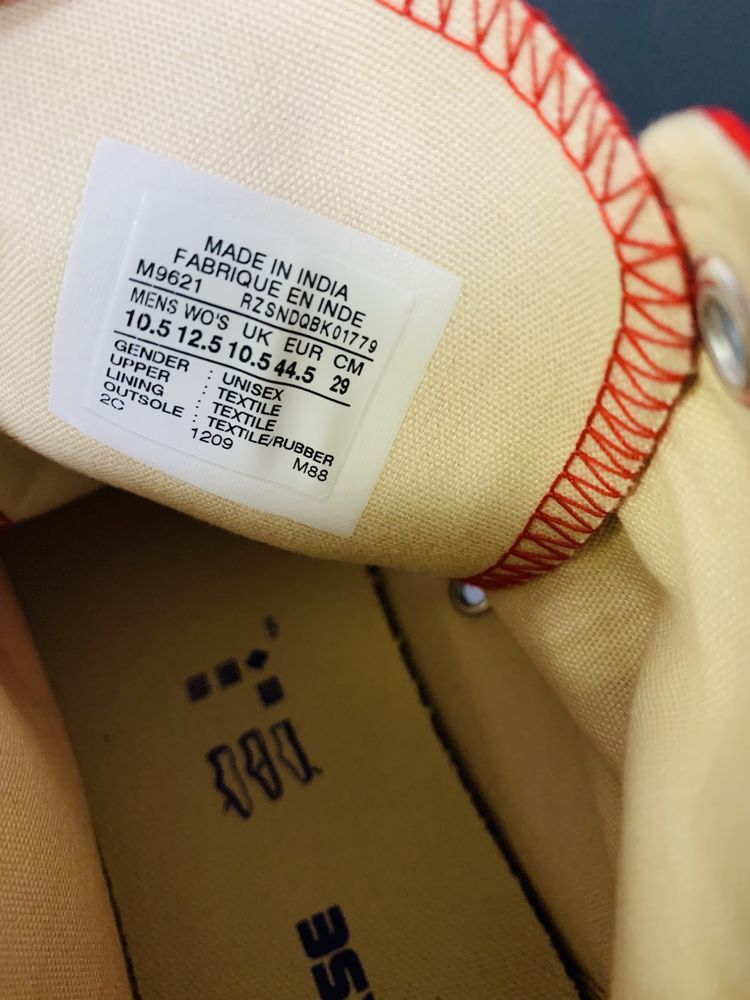 MADE IN INDIA
FABRIQUE EN INDE
M9621 RZSNDQBK01779
MENS WO'S UK EUR CM
10.5 12.5 10.5 44.5 29
GENDER : UNISEX
UPPER : TEXTILE
LINING : TEXTILE
OUTSOLE : TEXTILE/RUBBER
2C 1209 M88